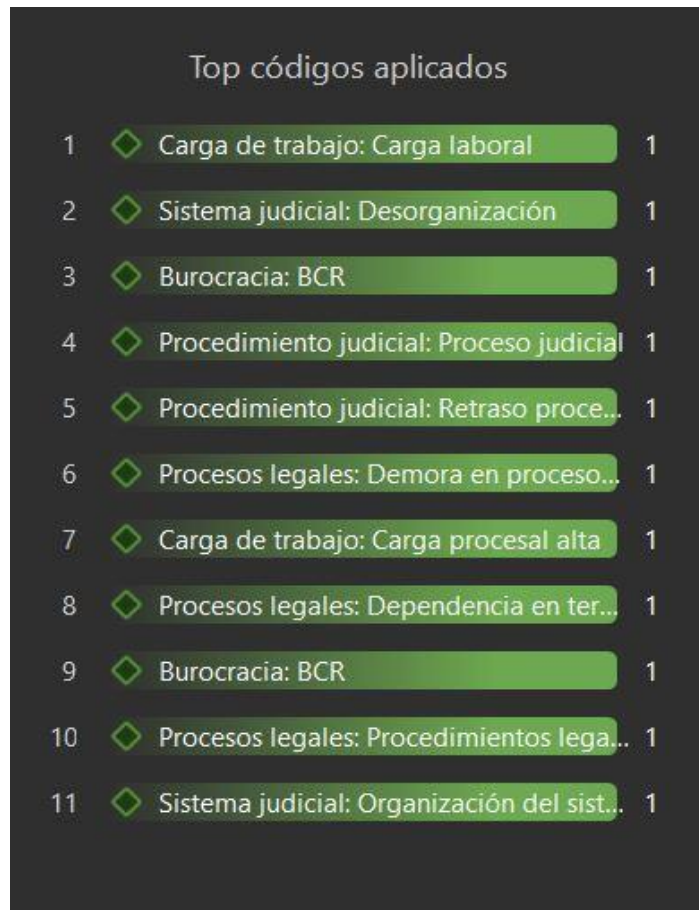 Top códigos aplicados
1 Carga de trabajo: Carga laboral 1
2 Sistema judicial: Desorganización 1
3 Burocracia: BCR 1
4 Procedimiento judicial: Proceso judicial 1
5 Procedimiento judicial: Retraso proce... 1
6 Procesos legales: Demora en proceso... 1
7 Carga de trabajo: Carga procesal alta 1
8 Procesos legales: Dependencia en ter... 1
9 Burocracia: BCR 1
10 Procesos legales: Procedimientos lega... 1
11 Sistema judicial: Organización del sist... 1